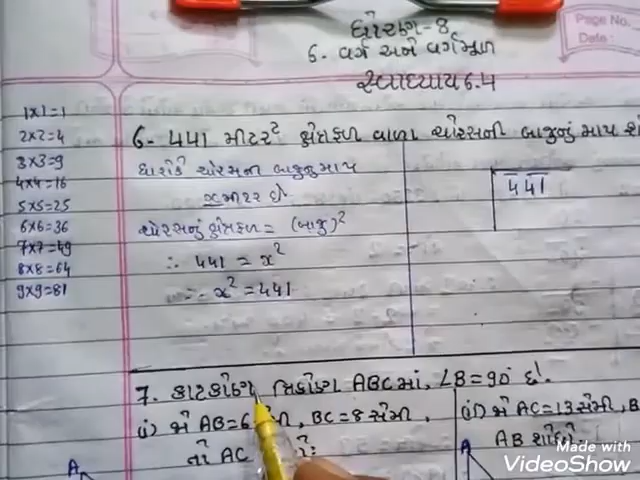 ધોરણ-8
Page No.
Date:
6. વર્ગ અને વર્ગમૂળ
સ્વાધ્યાય 6.4
1x1=1
2x2=4
3x3=9
4x4=16
5x5=25
6x6=36
7x7=49
8x8=64
9x9=81
6. 441 મીટર² ક્ષેત્રફળ વાળા ચોરસની બાજુનું માપ
ધારોકે ચોરસની બાજુનુ માપ
x મીટર છે.
ચોરસનું ક્ષેત્રફળ = (બાજુ)²
∴ 441 = x²
∴ x² = 441
441
7. કાટકોણ ત્રિકોણ ABC માં, ∠B=90° છે.
(i) જો AB=6 સેમી, BC=8 સેમી,
તો AC
(ii) જો AC=13 સેમી, B
AB શોધો
A
A
Made with
VideoShow